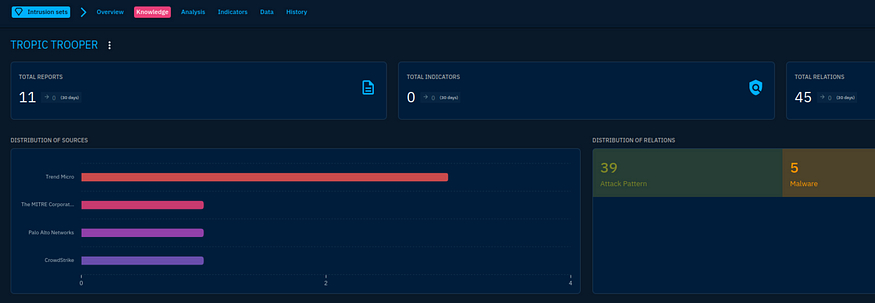 Intrusion sets Overview Knowledge Analysis Indicators Data History
TROPIC TROOPER
TOTAL REPORTS
11 0 (30 days)
TOTAL INDICATORS
0 0 (30 days)
TOTAL RELATIONS
45 0 (30 days)
DISTRIBUTION OF SOURCES
Trend Micro
The MITRE Corporat...
Palo Alto Networks
CrowdStrike
0 2 4
DISTRIBUTION OF RELATIONS
39
Attack Pattern
5
Malware